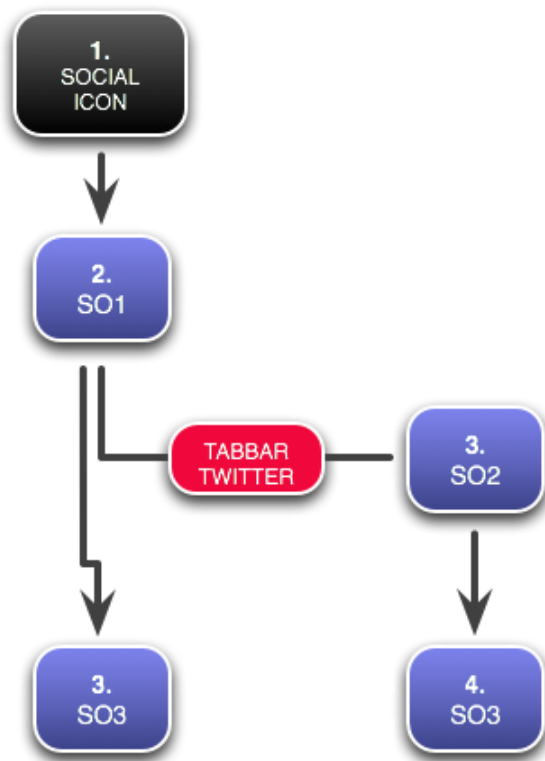 1.
SOCIAL
ICON
2.
SO1
TABBAR
TWITTER
3.
SO2
3.
SO3
4.
SO3